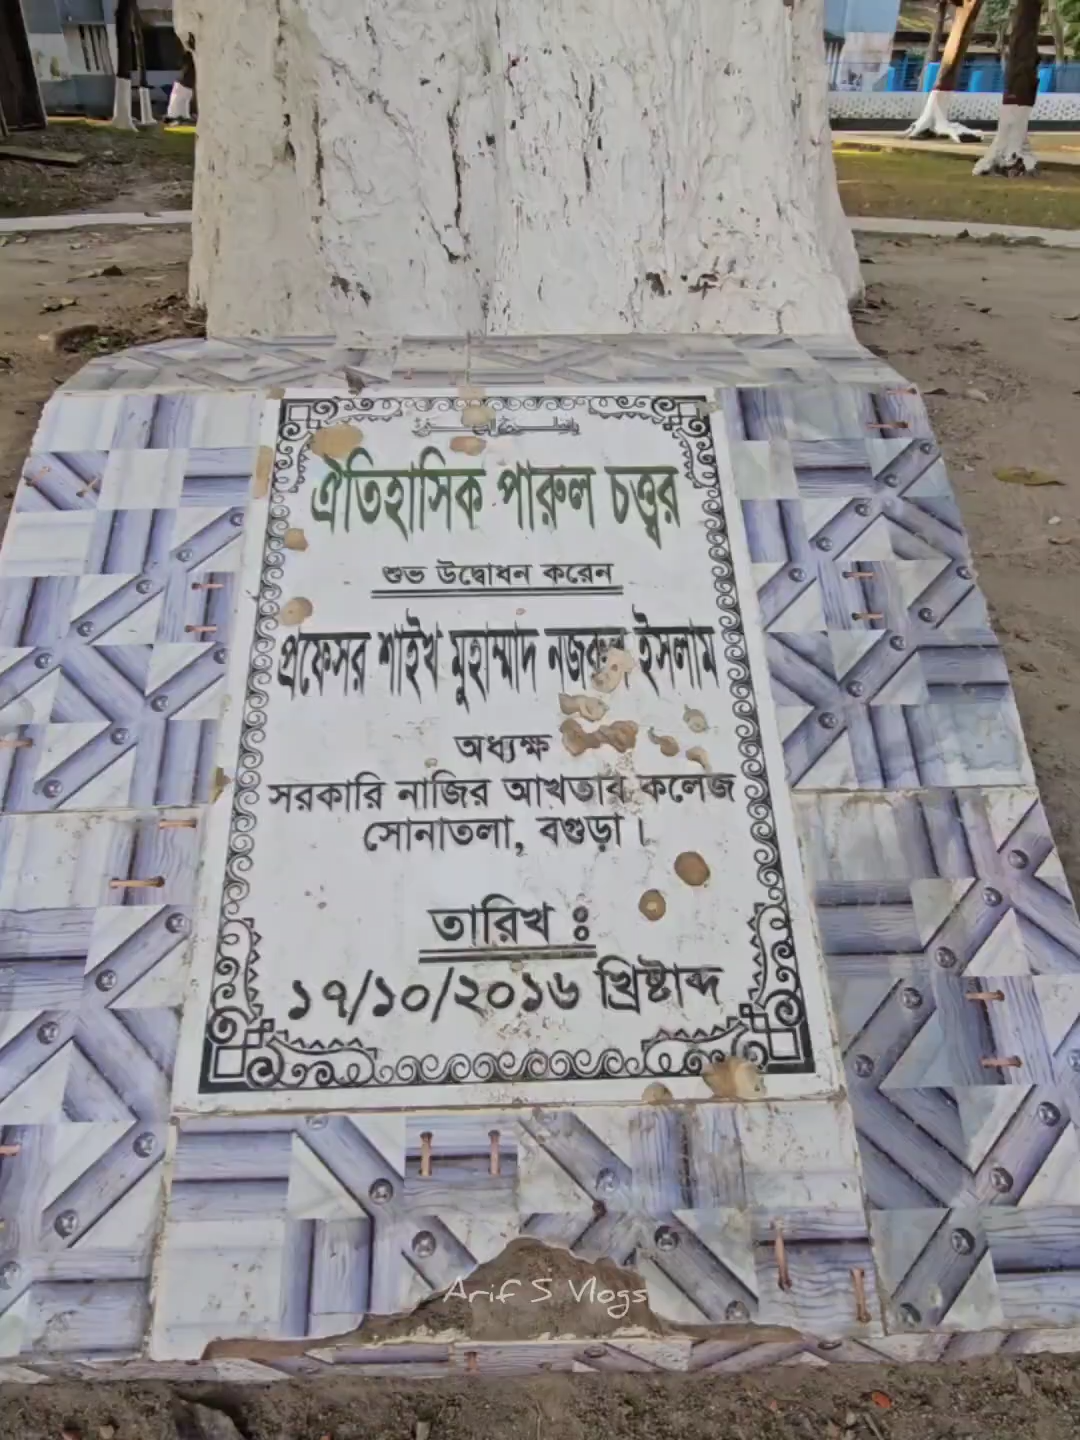 ঐতিহাসিক পারুল চত্ত্বর
শুভ উদ্বোধন করেন
প্রফেসর শাইখ মুহাম্মাদ নজরুল ইসলাম
অধ্যক্ষ
সরকারি নাজির আখতার কলেজ
সোনাতলা, বগুড়া ।
তারিখ ঃ
১৭/১০/২০১৬ খ্রিষ্টাব্দ
Arif S Vlogs